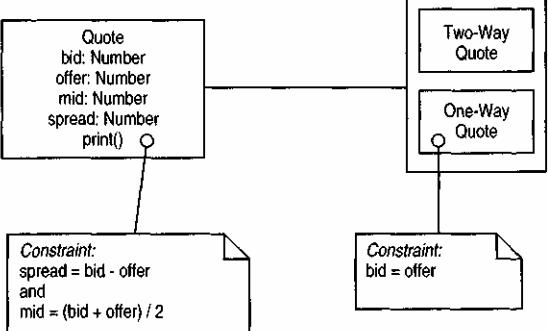 Quote
bid: Number
offer: Number
mid: Number
spread: Number
print()
Two-Way
Quote
One-Way
Quote
Constraint:
spread = bid - offer
and
mid = (bid + offer) / 2
Constraint:
bid = offer